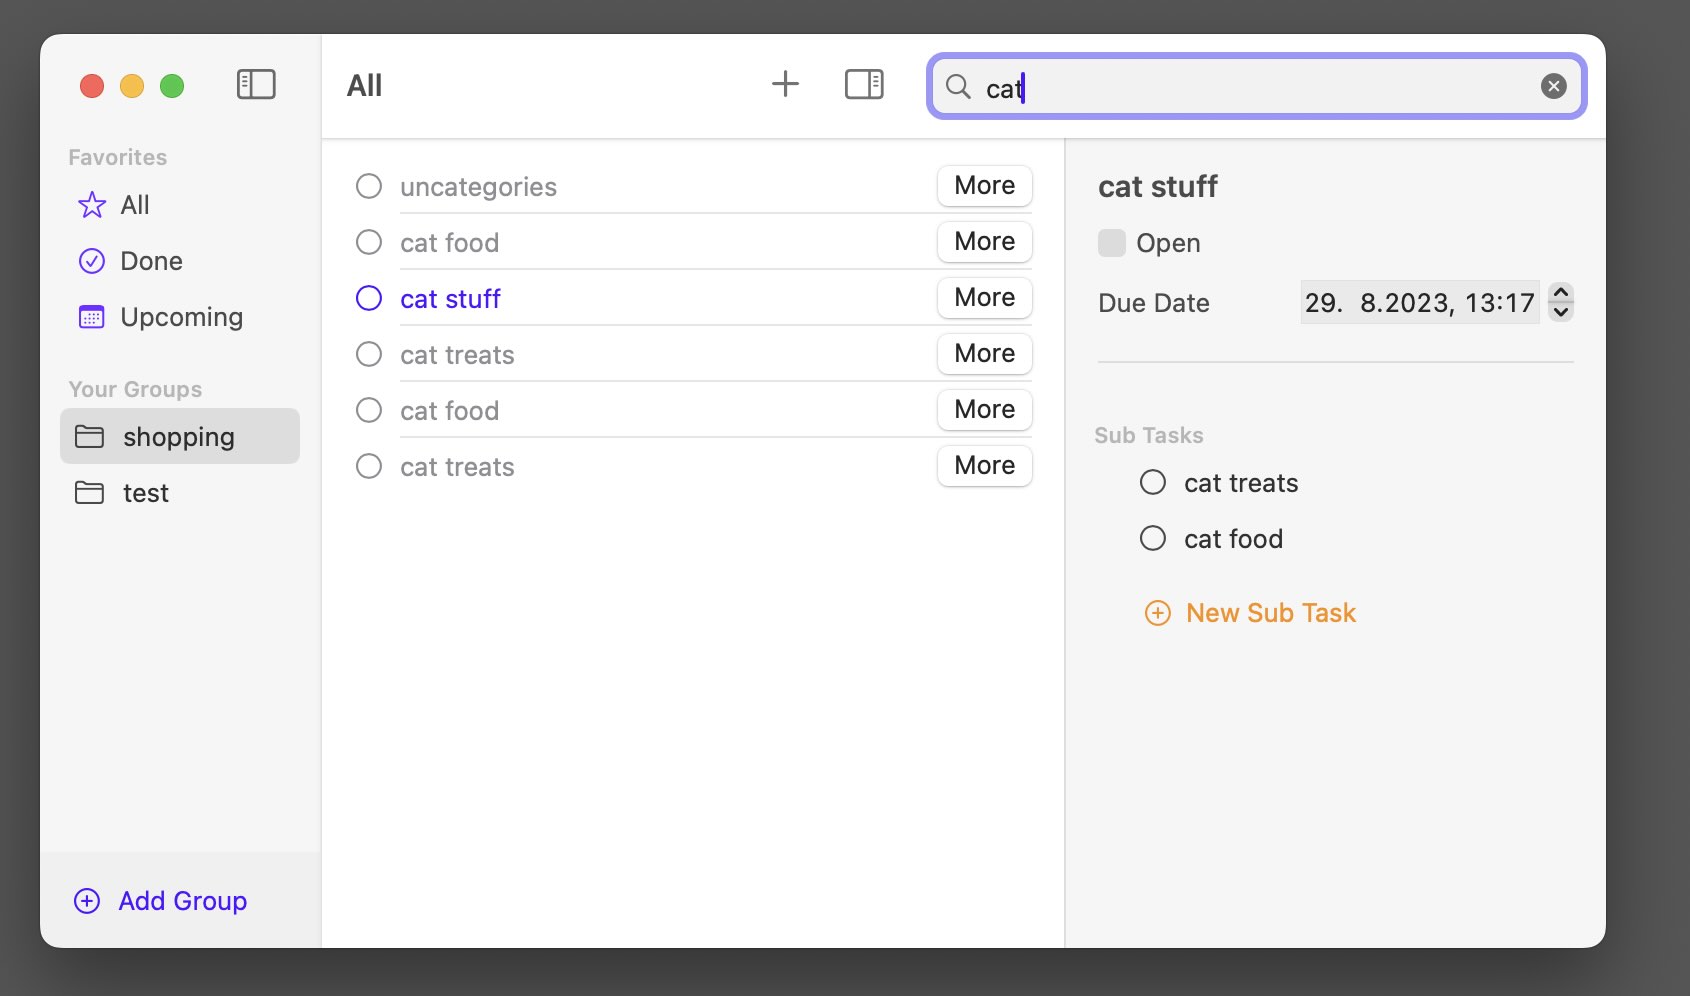 All
cat
Favorites
All
Done
Upcoming
Your Groups
shopping
test
Add Group
uncategories More
cat food More
cat stuff More
cat treats More
cat food More
cat treats More
cat stuff
Open
Due Date 29. 8.2023, 13:17
Sub Tasks
cat treats
cat food
New Sub Task